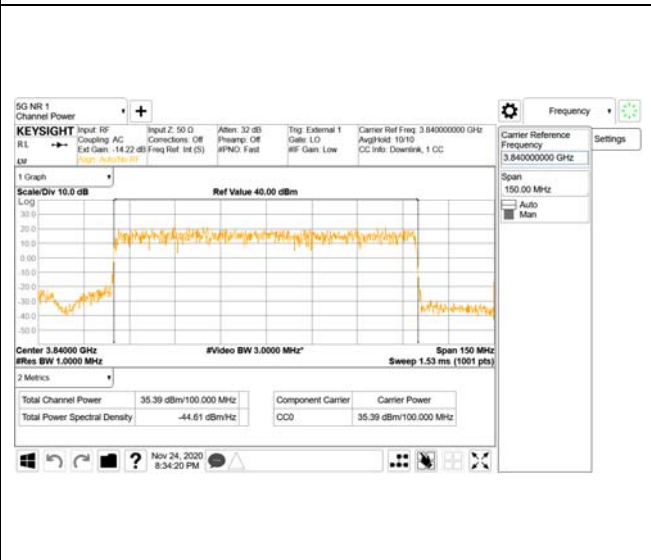 5G NR 1
Channel Power
Frequency
KEYSIGHT
Input: RF
Input Z: 50 Ω
Atten: 32 dB
Trig: External 1
Carrier Ref Freq: 3.840000000 GHz
RL
Coupling: AC
Corrections: Off
Preamp: Off
Gate: LO
Avg|Hold: 10/10
Ext Gain: -14.22 dB
Freq Ref: Int (S)
#PNO: Fast
#IF Gain: Low
CC Info: Downlink, 1 CC
Align: Auto/No RF
Carrier Reference
Frequency
3.840000000 GHz
Settings
Span
150.00 MHz
Auto
Man
1 Graph
Scale/Div 10.0 dB
Ref Value 40.00 dBm
Log
30.0
20.0
10.0
0.00
-10.0
-20.0
-30.0
-40.0
-50.0
Center 3.84000 GHz
#Video BW 3.0000 MHz*
Span 150 MHz
#Res BW 1.0000 MHz
Sweep 1.53 ms (1001 pts)
2 Metrics
Total Channel Power
35.39 dBm/100.000 MHz
Total Power Spectral Density
-44.61 dBm/Hz
Component Carrier
Carrier Power
CC0
35.39 dBm/100.000 MHz
?
Nov 24, 2020
8:34:20 PM